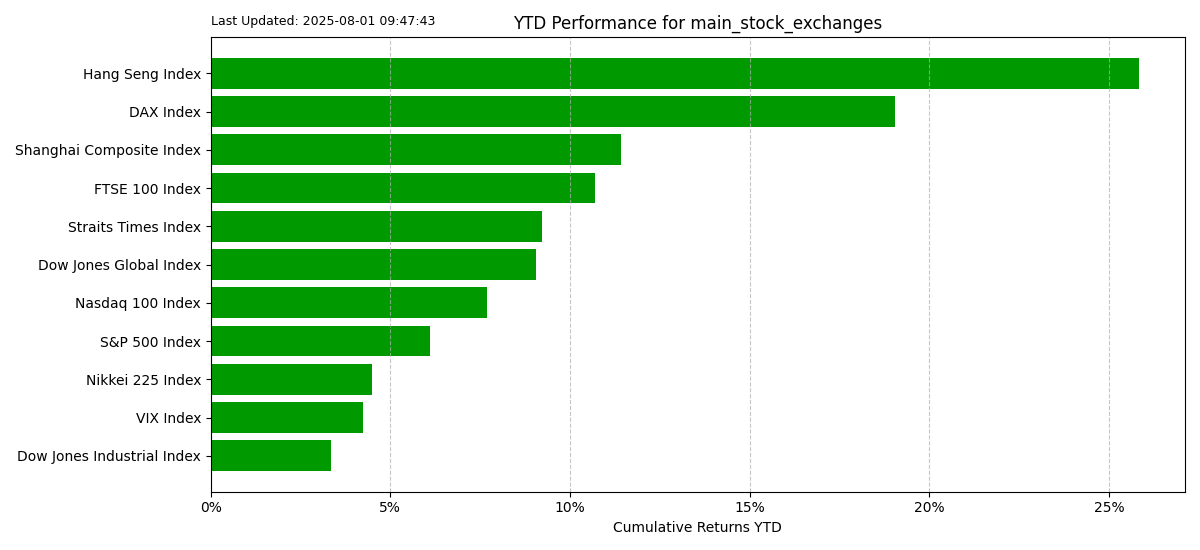 Last Updated: 2025-08-01 09:47:43
YTD Performance for main_stock_exchanges
Hang Seng Index
DAX Index
Shanghai Composite Index
FTSE 100 Index
Straits Times Index
Dow Jones Global Index
Nasdaq 100 Index
S&P 500 Index
Nikkei 225 Index
VIX Index
Dow Jones Industrial Index
0% 5% 10% 15% 20% 25%
Cumulative Returns YTD